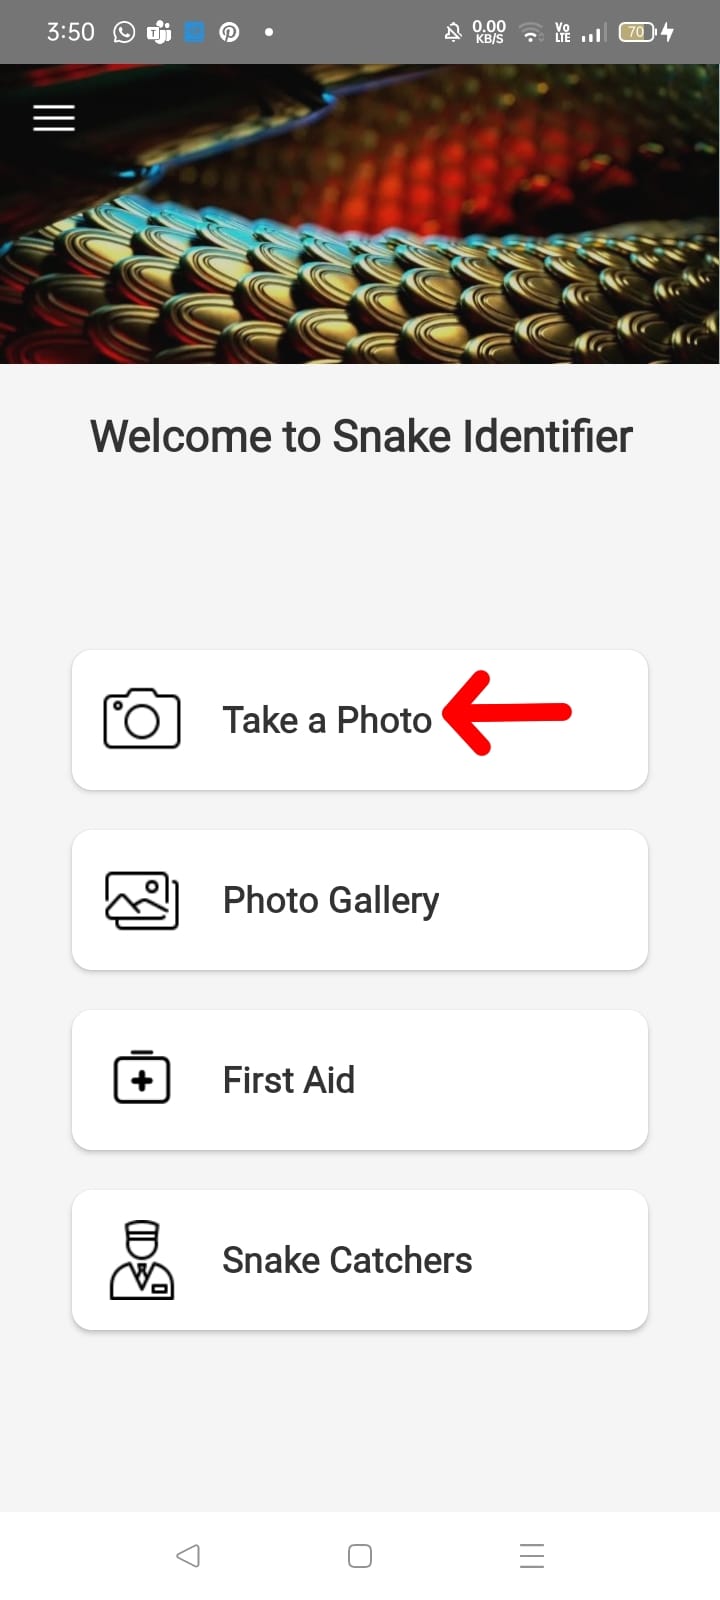 3:50 0.00 KB/S Vo LTE 70
Welcome to Snake Identifier
Take a Photo
Photo Gallery
First Aid
Snake Catchers